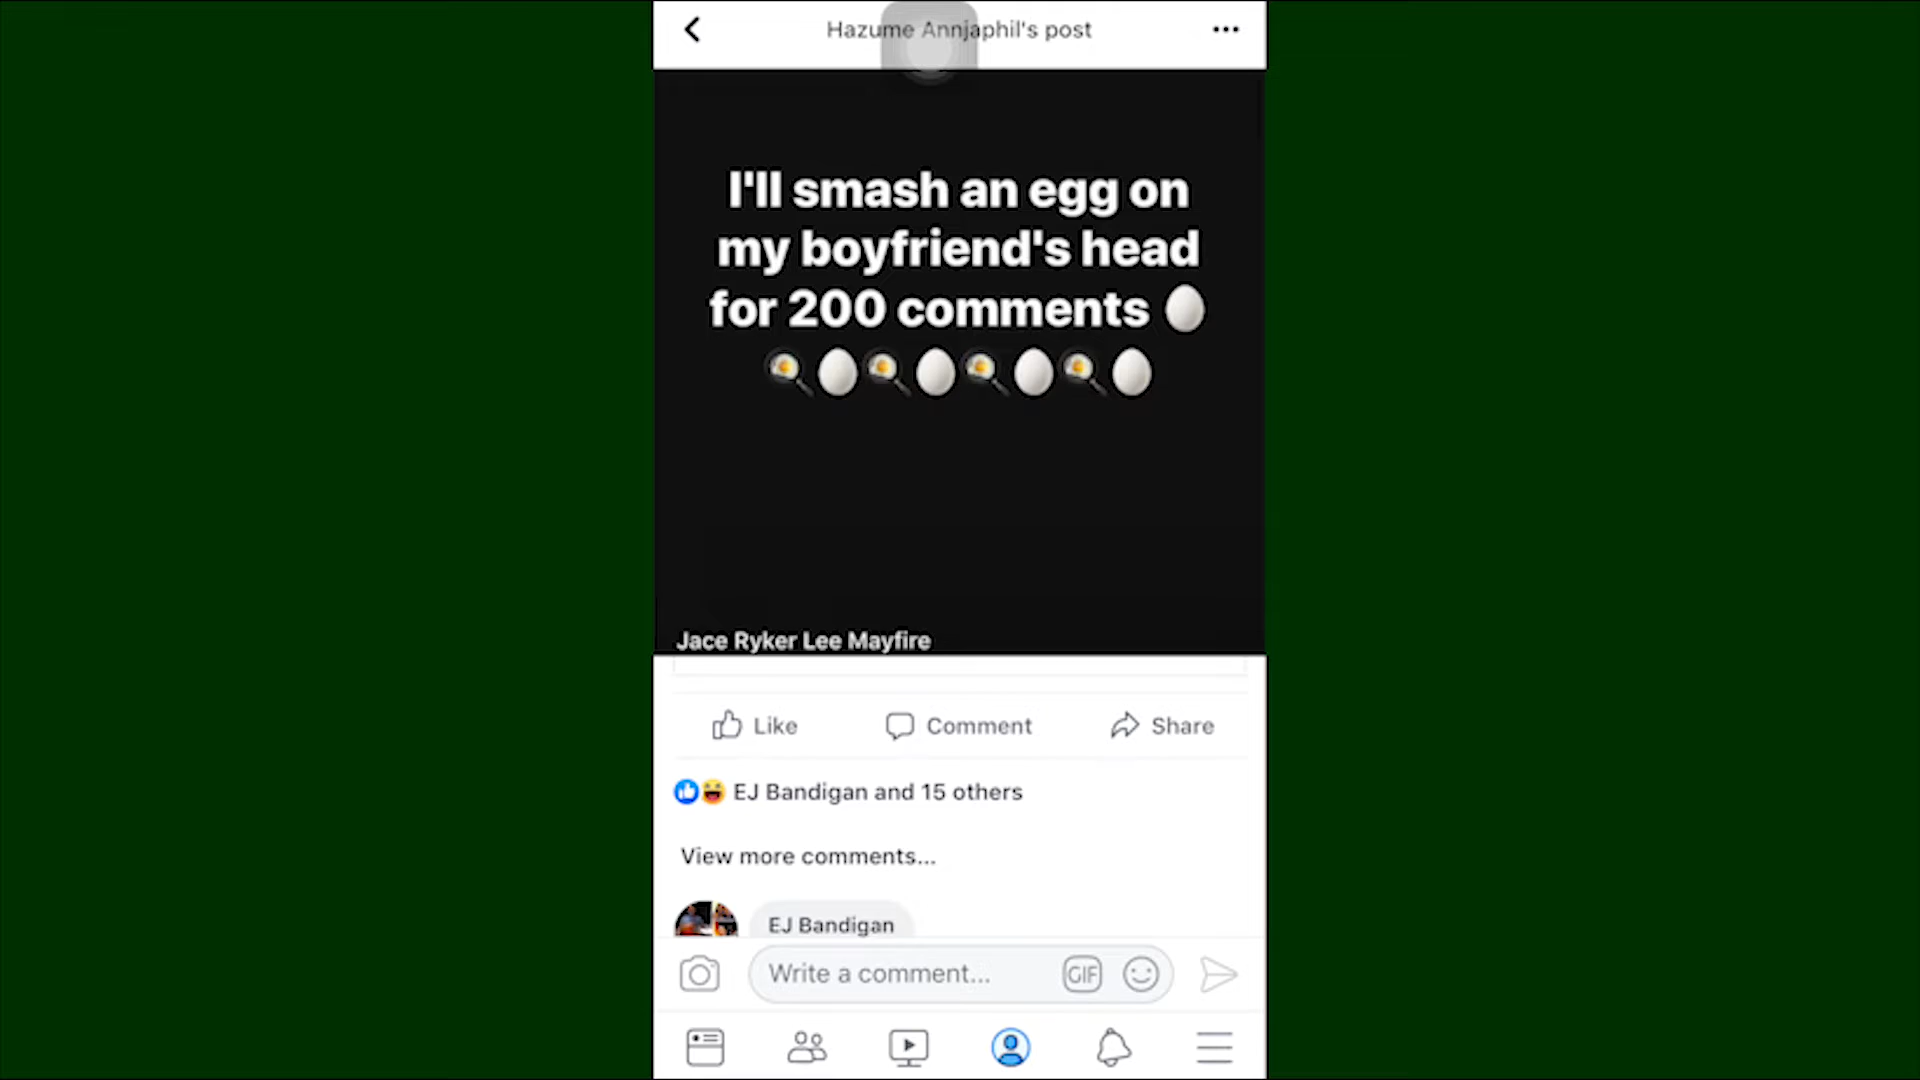 Hazume Annjaphil's post
I'll smash an egg on
my boyfriend's head
for 200 comments 🥚
🍳🥚🍳🥚🍳🥚🍳🥚
Jace Ryker Lee Mayfire
Like Comment Share
EJ Bandigan and 15 others
View more comments...
EJ Bandigan
Write a comment... GIF